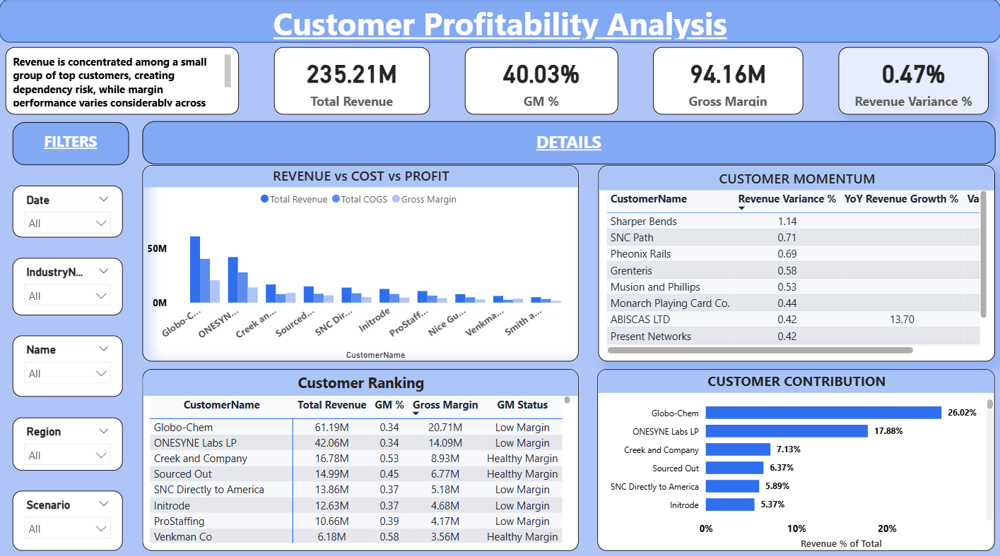 Customer Profitability Analysis
Revenue is concentrated among a small
group of top customers, creating
dependency risk, while margin
performance varies considerably across
235.21M
Total Revenue
40.03%
GM %
94.16M
Gross Margin
0.47%
Revenue Variance %
FILTERS
Date
All
IndustryN...
All
Name
All
Region
All
Scenario
All
DETAILS
REVENUE vs COST vs PROFIT
Total Revenue Total COGS Gross Margin
50M
0M
Globo-C...
ONESYN...
Creek an...
Sourced...
SNC Dir...
Initrode
ProStaff...
Nice Gu...
Venkma...
Smith a...
CustomerName
CUSTOMER MOMENTUM
CustomerName Revenue Variance % YoY Revenue Growth % Va
Sharper Bends 1.14
SNC Path 0.71
Pheonix Rails 0.69
Grenteris 0.58
Musion and Phillips 0.53
Monarch Playing Card Co. 0.44
ABISCAS LTD 0.42 13.70
Present Networks 0.42
Customer Ranking
CustomerName Total Revenue GM % Gross Margin GM Status
Globo-Chem 61.19M 0.34 20.71M Low Margin
ONESYNE Labs LP 42.06M 0.34 14.09M Low Margin
Creek and Company 16.78M 0.53 8.93M Healthy Margin
Sourced Out 14.99M 0.45 6.77M Healthy Margin
SNC Directly to America 13.86M 0.37 5.18M Low Margin
Initrode 12.63M 0.37 4.68M Low Margin
ProStaffing 10.66M 0.39 4.17M Low Margin
Venkman Co 6.18M 0.58 3.56M Healthy Margin
CUSTOMER CONTRIBUTION
Globo-Chem 26.02%
ONESYNE Labs LP 17.88%
Creek and Company 7.13%
Sourced Out 6.37%
SNC Directly to America 5.89%
Initrode 5.37%
0% 10% 20%
Revenue % of Total